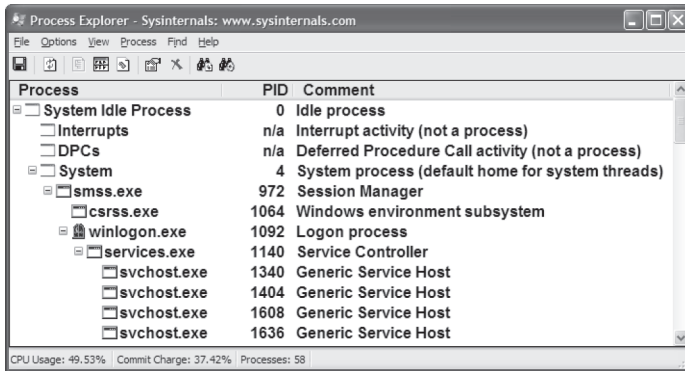 Process Explorer - Sysinternals: www.sysinternals.com
File Options View Process Find Help
Process PID Comment
System Idle Process 0 Idle process
Interrupts n/a Interrupt activity (not a process)
DPCs n/a Deferred Procedure Call activity (not a process)
System 4 System process (default home for system threads)
smss.exe 972 Session Manager
csrss.exe 1064 Windows environment subsystem
winlogon.exe 1092 Logon process
services.exe 1140 Service Controller
svchost.exe 1340 Generic Service Host
svchost.exe 1404 Generic Service Host
svchost.exe 1608 Generic Service Host
svchost.exe 1636 Generic Service Host
CPU Usage: 49.53% Commit Charge: 37.42% Processes: 58